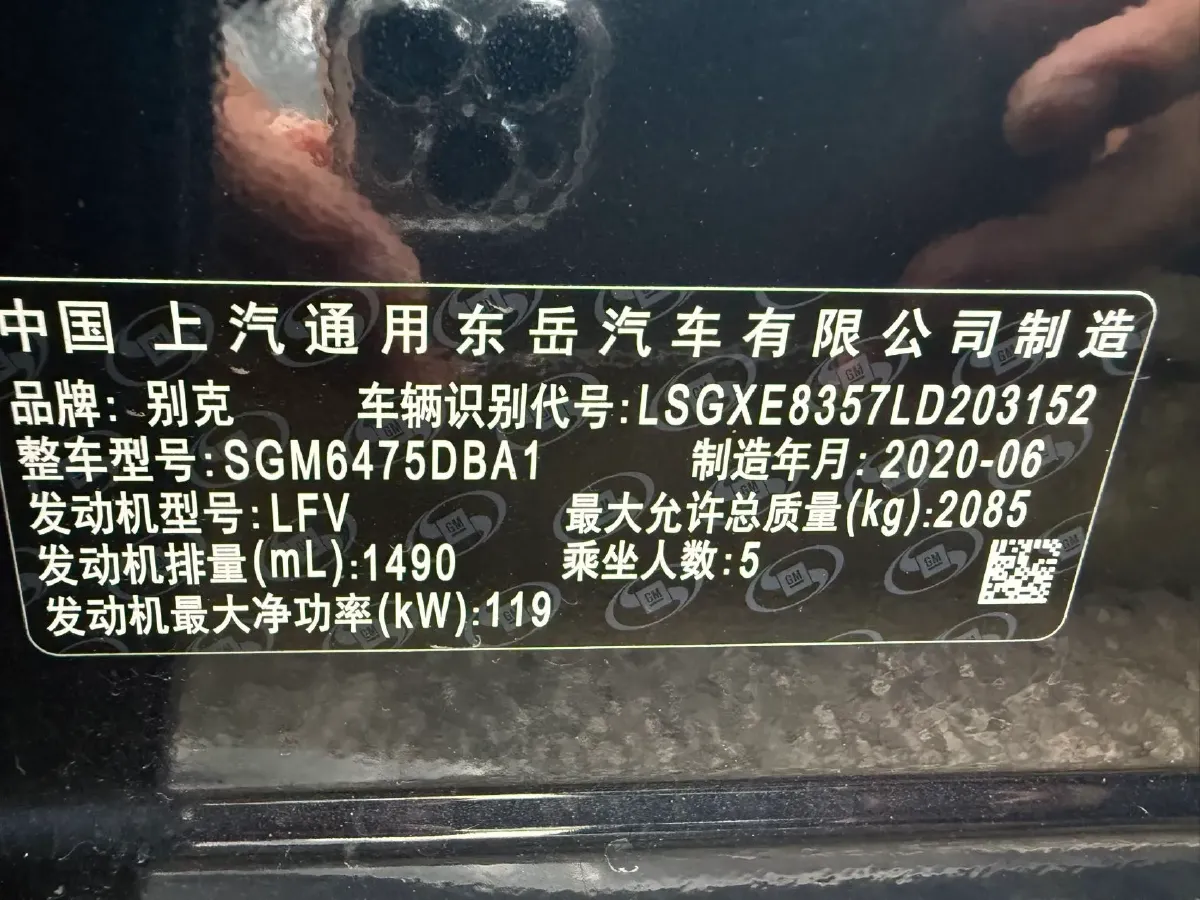 中国 上汽通用东岳汽车有限公司制造
品牌: 别克 车辆识别代号:LSGXE8357LD203152
整车型号:SGM6475DBA1 制造年月:2020-06
发动机型号:LFV 最大允许总质量(kg):2085
发动机排量(mL):1490 乘坐人数:5
发动机最大净功率(kW):119